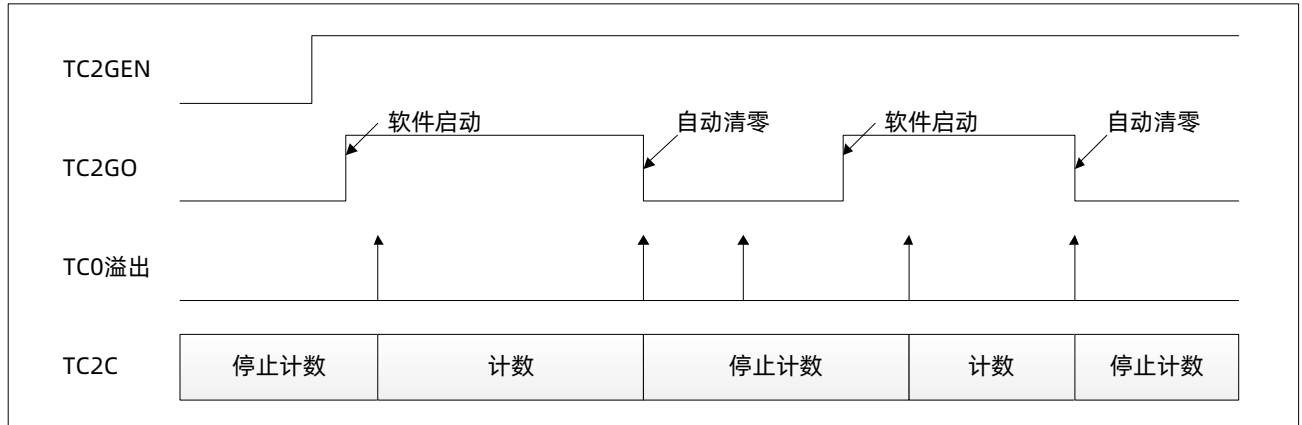 TC2GEN
软件启动 自动清零 软件启动 自动清零
TC2GO
TC0溢出
TC2C 停止计数 计数 停止计数 计数 停止计数